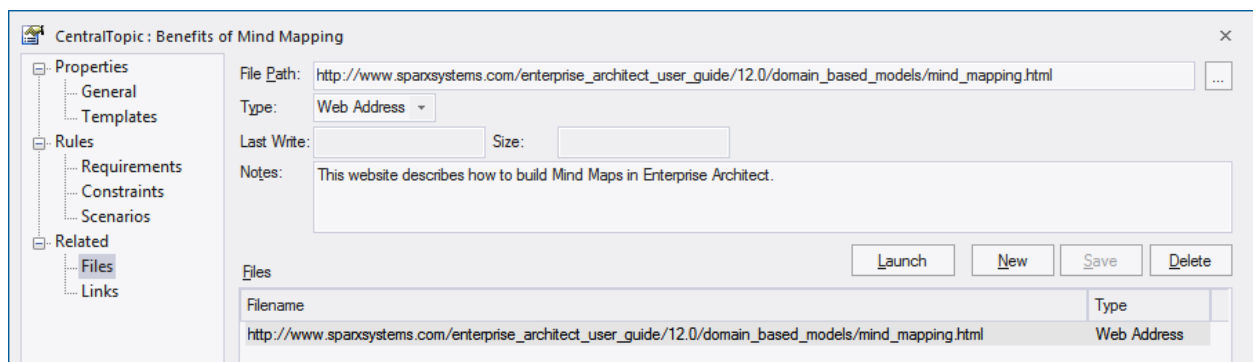 CentralTopic : Benefits of Mind Mapping
Properties
General
Templates
Rules
Requirements
Constraints
Scenarios
Related
Files
Links
File Path: http://www.sparxsystems.com/enterprise_architect_user_guide/12.0/domain_based_models/mind_mapping.html ...
Type: Web Address
Last Write: Size:
Notes: This website describes how to build Mind Maps in Enterprise Architect.
Launch New Save Delete
Files
Filename Type
http://www.sparxsystems.com/enterprise_architect_user_guide/12.0/domain_based_models/mind_mapping.html Web Address